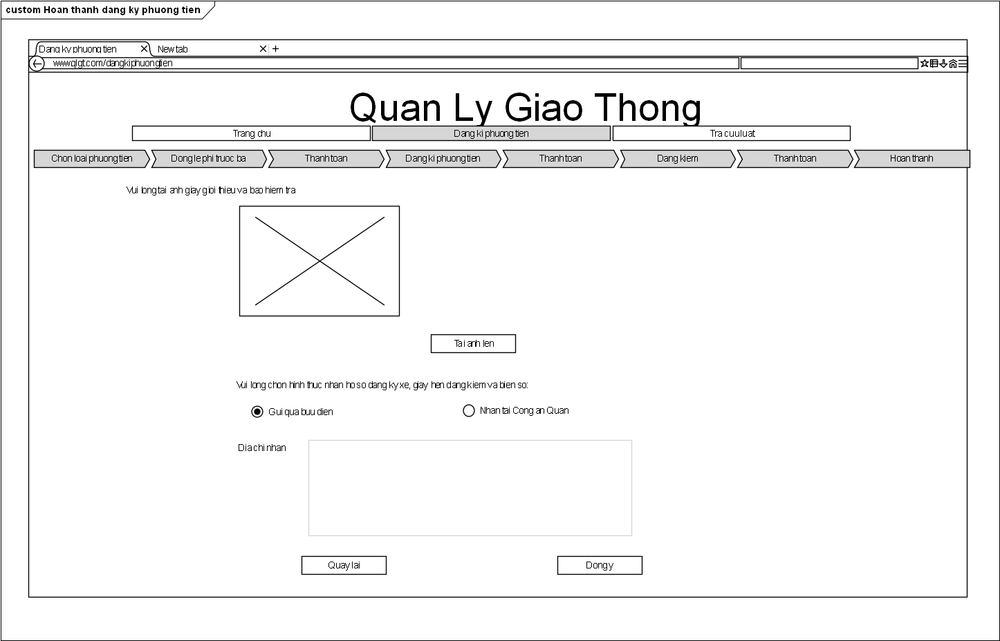 custom Hoan thanh dang ky phuong tien
Dang ky phuong tien New tab
www.qlgt.com/dangkiphuongtien
Quan Ly Giao Thong
Trang chu Dang ki phuong tien Tra cuu luat
Chon loai phuong tien Dong le phi truoc ba Thanh toan Dang ki phuong tien Thanh toan Dang kiem Thanh toan Hoan thanh
Vui long tai anh giay gioi thieu va bao hiem tra
Tai anh len
Vui long chon hinh thuc nhan ho so dang ky xe, giay hen dang kiem va bien so:
Gui qua buu dien Nhan tai Cong an Quan
Dia chi nhan
Quay lai Dong y